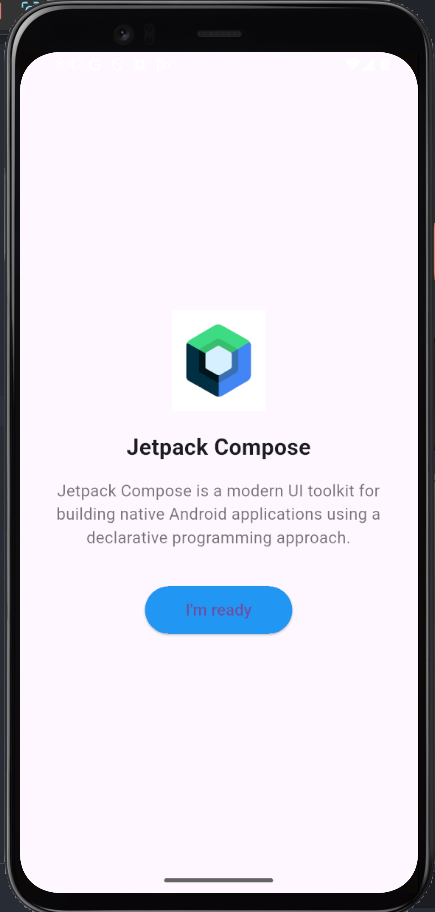 Jetpack Compose
Jetpack Compose is a modern UI toolkit for
building native Android applications using a
declarative programming approach.
I'm ready